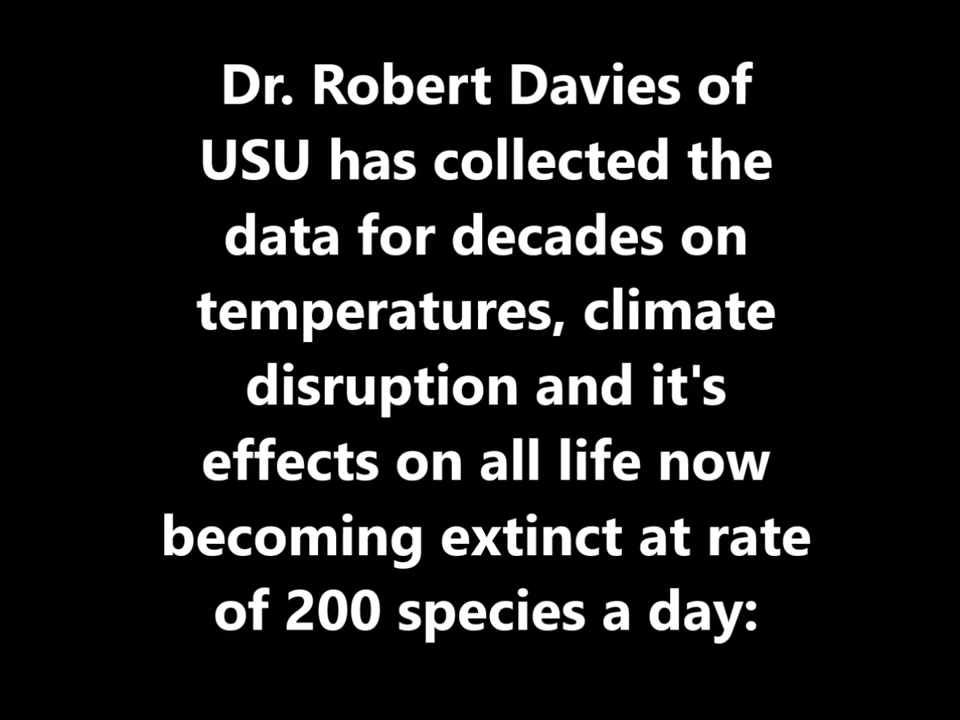 Dr. Robert Davies of
USU has collected the
data for decades on
temperatures, climate
disruption and it's
effects on all life now
becoming extinct at rate
of 200 species a day: